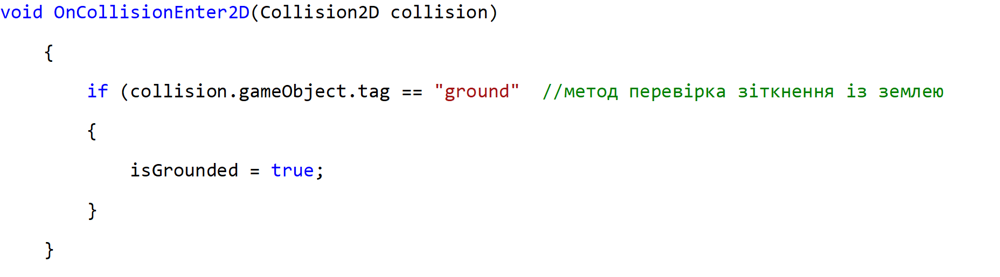 void OnCollisionEnter2D(Collision2D collision)
{
if (collision.gameObject.tag == "ground"  //метод перевірка зіткнення із землею
{
isGrounded = true;
}
}